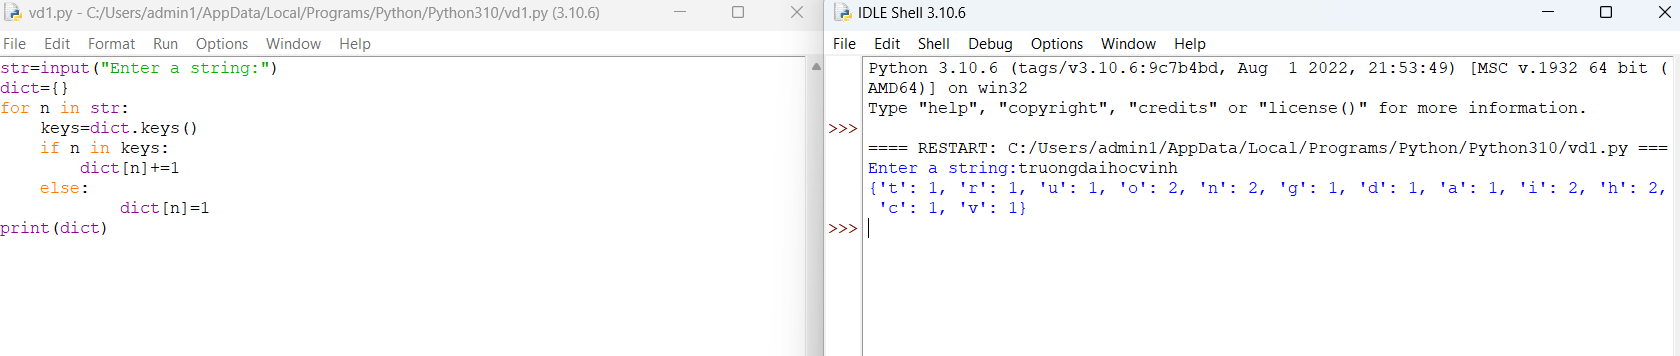 vd1.py - C:/Users/admin1/AppData/Local/Programs/Python/Python310/vd1.py (3.10.6)
File Edit Format Run Options Window Help
str=input("Enter a string:")
dict={}
for n in str:
    keys=dict.keys()
    if n in keys:
        dict[n]+=1
    else:
            dict[n]=1
print(dict)
IDLE Shell 3.10.6
File Edit Shell Debug Options Window Help
Python 3.10.6 (tags/v3.10.6:9c7b4bd, Aug  1 2022, 21:53:49) [MSC v.1932 64 bit (
AMD64)] on win32
Type "help", "copyright", "credits" or "license()" for more information.
>>>
==== RESTART: C:/Users/admin1/AppData/Local/Programs/Python/Python310/vd1.py ===
Enter a string:truongdaihocvinh
{'t': 1, 'r': 1, 'u': 1, 'o': 2, 'n': 2, 'g': 1, 'd': 1, 'a': 1, 'i': 2, 'h': 2,
 'c': 1, 'v': 1}
>>>